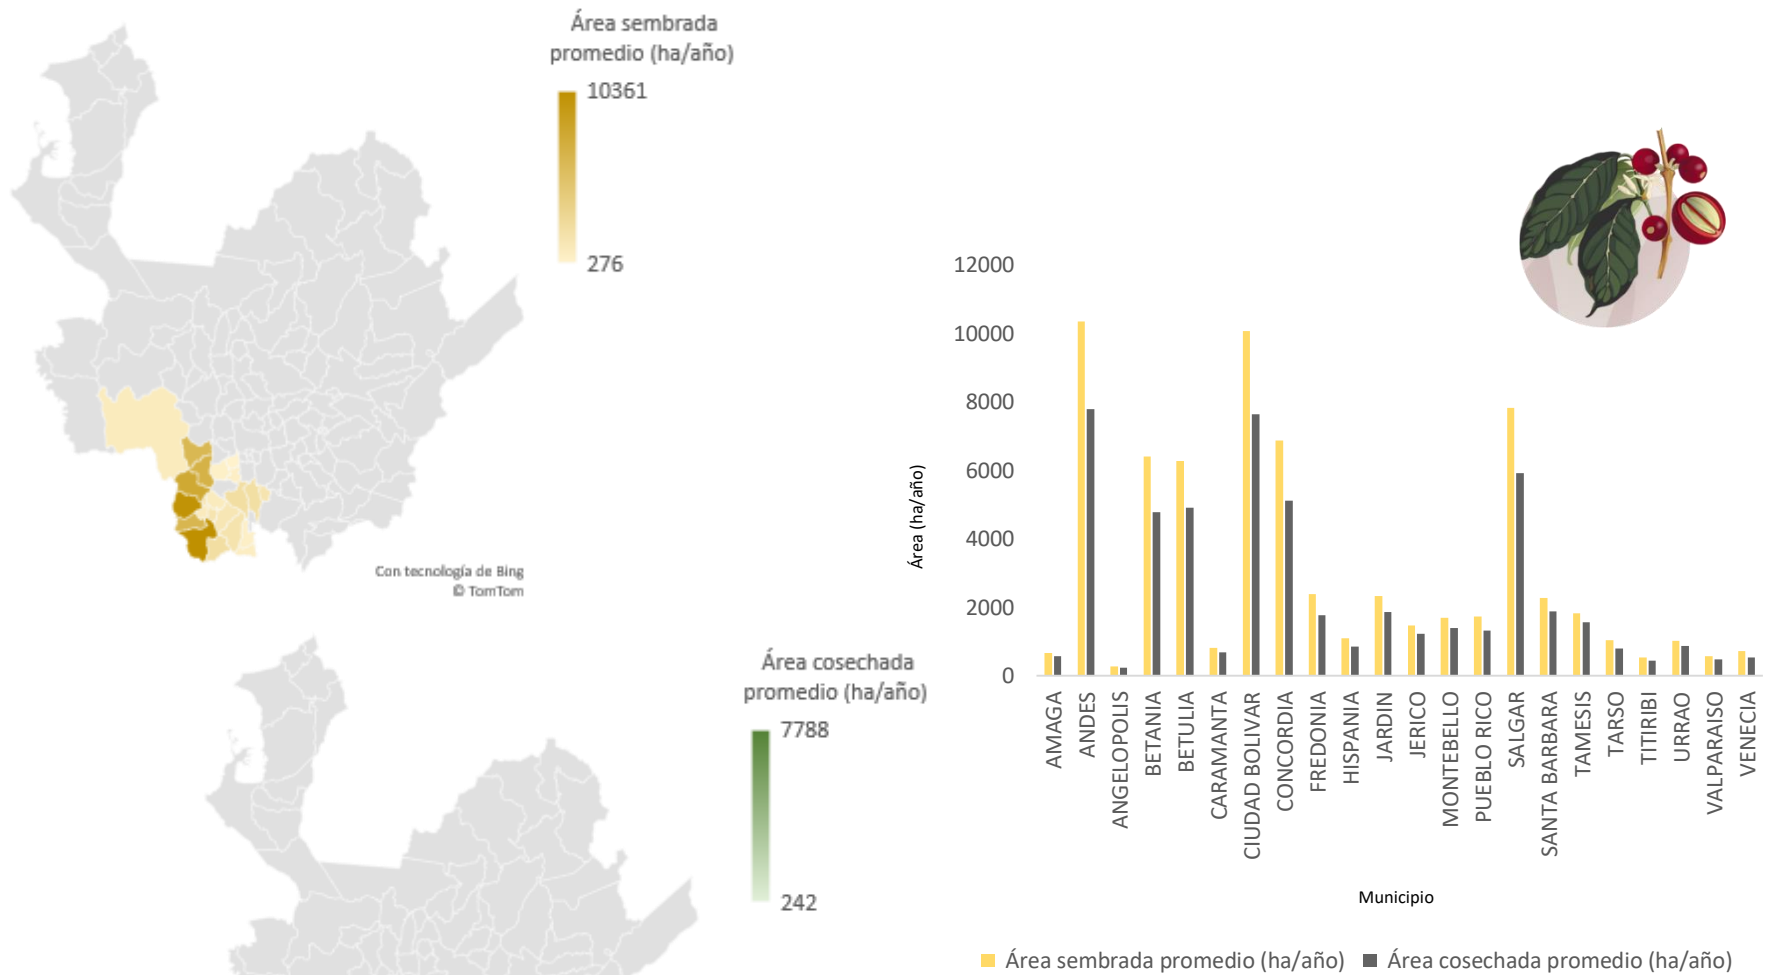 Área sembrada
promedio (ha/año)
10361
276
Con tecnología de Bing
© TomTom
Área cosechada
promedio (ha/año)
7788
242
12000
10000
8000
6000
4000
2000
0
Área (ha/año)
AMAGA
ANDES
ANGELOPOLIS
BETANIA
BETULIA
CARAMANTA
CIUDAD BOLIVAR
CONCORDIA
FREDONIA
HISPANIA
JARDIN
JERICO
MONTEBELLO
PUEBLO RICO
SALGAR
SANTA BARBARA
TAMESIS
TARSO
TITIRIBI
URRAO
VALPARAISO
VENECIA
Municipio
Área sembrada promedio (ha/año)
Área cosechada promedio (ha/año)